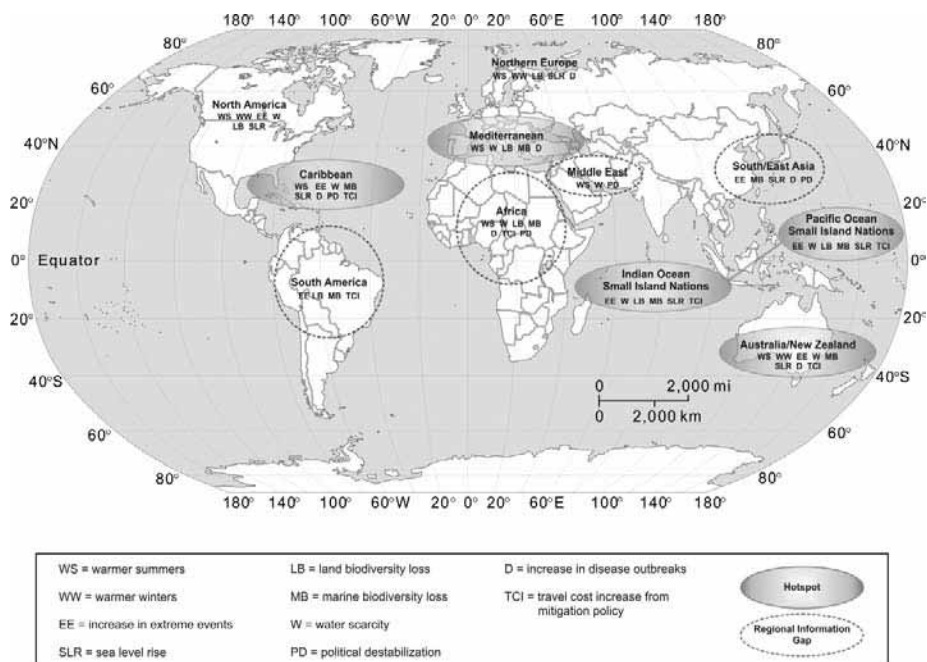 180° 140° 100° 60°W 20° 0° 20° 60°E 100° 140° 180°
80° 80°
Northern Europe
WS WW LB SLR D
60° 60°
North America
WS WW EE W
LB SLR
40°N 40°N
Mediterranean
WS W LB MB D
South/East Asia
EE MB SLR D PD
Middle East
WS W PD
Caribbean
WS EE W MB
SLR D PD TCI
20° 20°
Africa
WS W LB MB
D TCI PD
Pacific Ocean
Small Island Nations
EE W LB MB SLR TCI
Equator 0° 0°
South America
EE LB MB TCI
Indian Ocean
Small Island Nations
EE W LB MB SLR TCI
20° 20°
Australia/New Zealand
WS WW EE W MB
SLR D TCI
40°S 40°S
0 2,000 mi
0 2,000 km
60° 60°
80° 80°
180° 140° 100° 60°W 20° 0° 20° 60°E 100° 140° 180°
WS = warmer summers
WW = warmer winters
EE = increase in extreme events
SLR = sea level rise
LB = land biodiversity loss
MB = marine biodiversity loss
W = water scarcity
PD = political destabilization
D = increase in disease outbreaks
TCI = travel cost increase from
mitigation policy
Hotspot
Regional Information
Gap